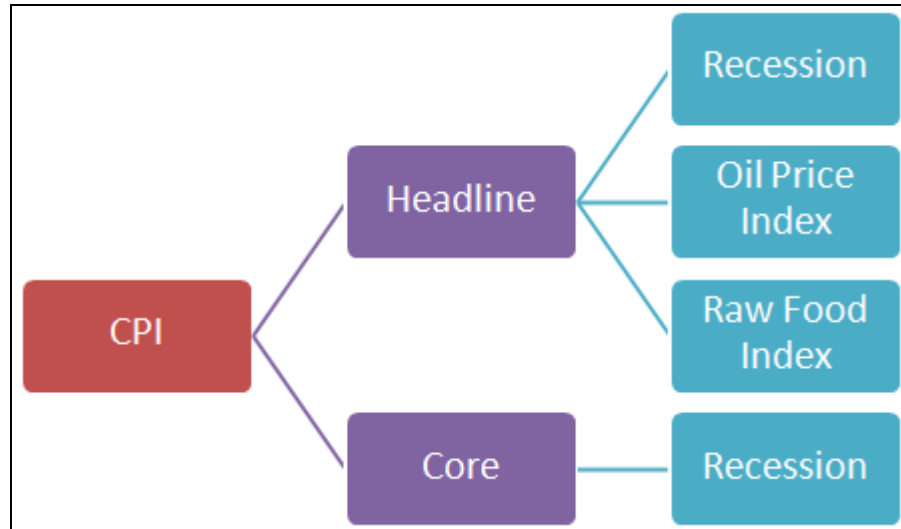 CPI
Headline
Core
Recession
Oil Price
Index
Raw Food
Index
Recession